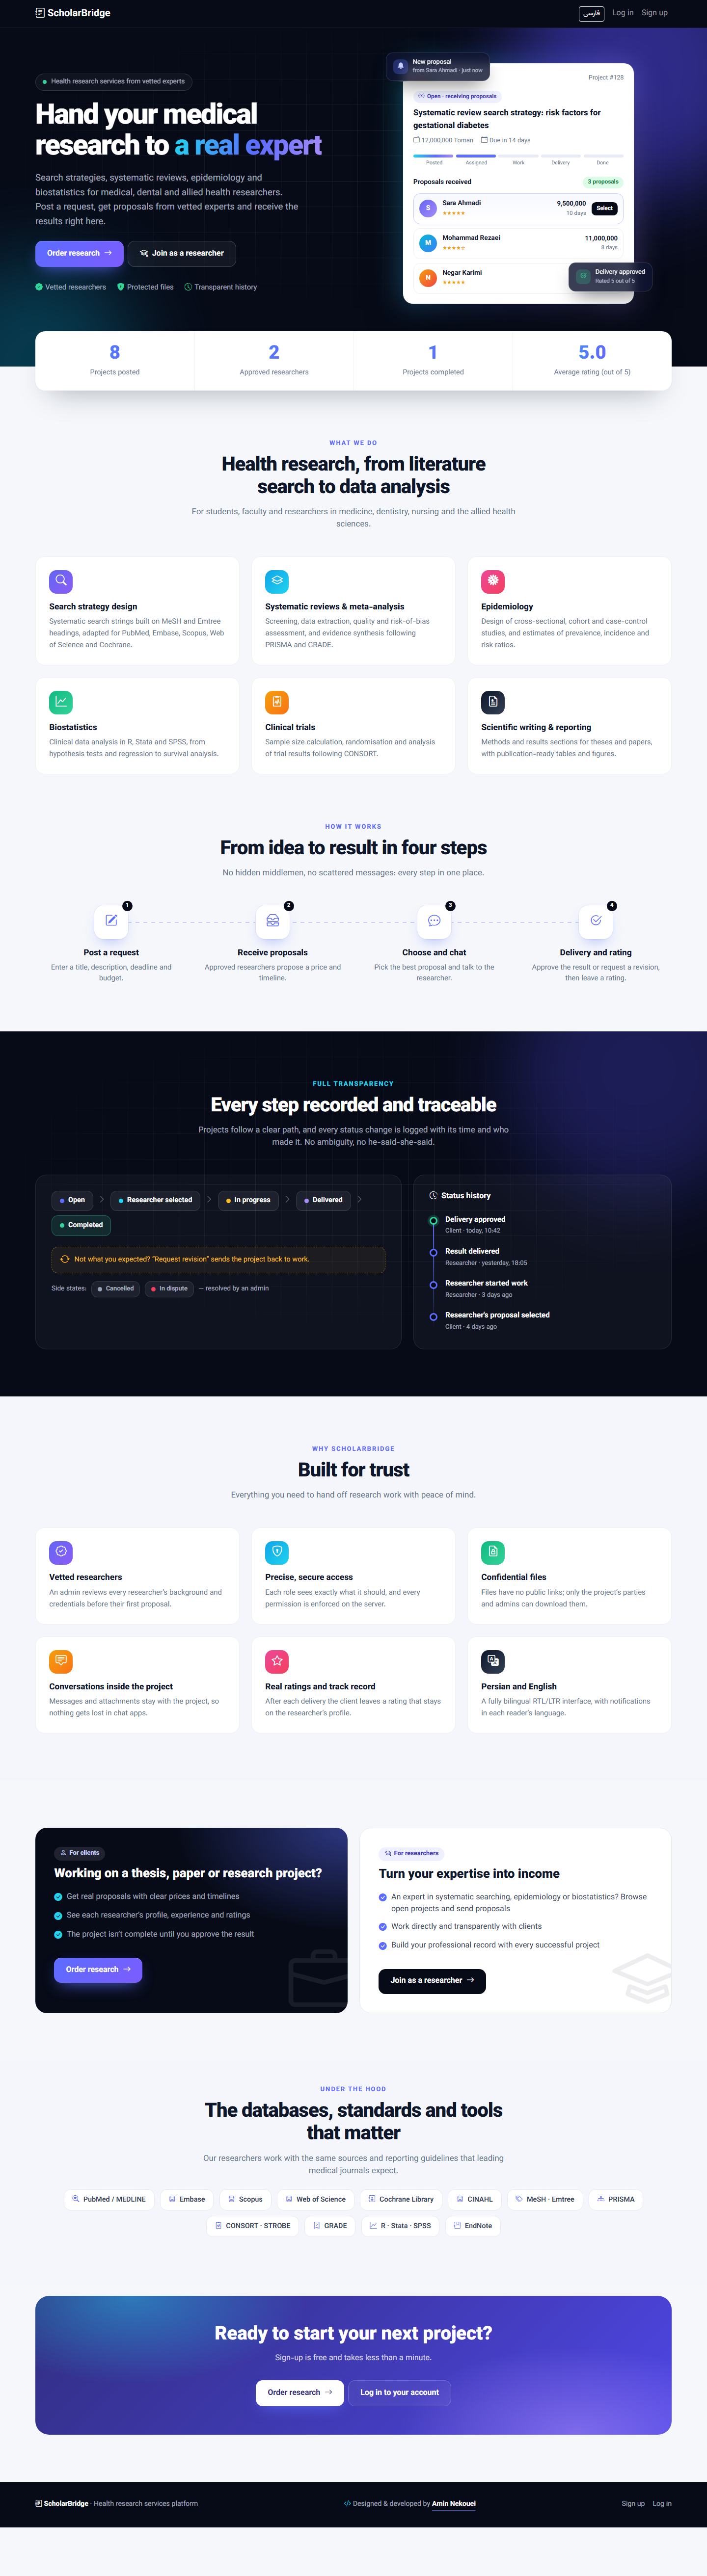 ScholarBridge
فارسی
Log in
Sign up
Health research services from vetted experts
Hand your medical
research to a real expert
Search strategies, systematic reviews, epidemiology and
biostatistics for medical, dental and allied health researchers.
Post a request, get proposals from vetted experts and receive the
results right here.
Order research →
Join as a researcher
Vetted researchers
Protected files
Transparent history
New proposal
from Sara Ahmadi · just now
Project #128
Open · receiving proposals
Systematic review search strategy: risk factors for
gestational diabetes
12,000,000 Toman
Due in 14 days
Posted
Assigned
Work
Delivery
Done
Proposals received
3 proposals
S
Sara Ahmadi
★★★★★
9,500,000
10 days
Select
M
Mohammad Rezaei
★★★★☆
11,000,000
8 days
N
Negar Karimi
★★★★★
Delivery approved
Rated 5 out of 5
8
Projects posted
2
Approved researchers
1
Projects completed
5.0
Average rating (out of 5)
WHAT WE DO
Health research, from literature
search to data analysis
For students, faculty and researchers in medicine, dentistry, nursing and the allied health
sciences.
Search strategy design
Systematic search strings built on MeSH and Emtree
headings, adapted for PubMed, Embase, Scopus, Web
of Science and Cochrane.
Systematic reviews & meta-analysis
Screening, data extraction, quality and risk-of-bias
assessment, and evidence synthesis following
PRISMA and GRADE.
Epidemiology
Design of cross-sectional, cohort and case-control
studies, and estimates of prevalence, incidence and
risk ratios.
Biostatistics
Clinical data analysis in R, Stata and SPSS, from
hypothesis tests and regression to survival analysis.
Clinical trials
Sample size calculation, randomisation and analysis
of trial results following CONSORT.
Scientific writing & reporting
Methods and results sections for theses and papers,
with publication-ready tables and figures.
HOW IT WORKS
From idea to result in four steps
No hidden middlemen, no scattered messages: every step in one place.
1
Post a request
Enter a title, description, deadline and
budget.
2
Receive proposals
Approved researchers propose a price and
timeline.
3
Choose and chat
Pick the best proposal and talk to the
researcher.
4
Delivery and rating
Approve the result or request a revision,
then leave a rating.
FULL TRANSPARENCY
Every step recorded and traceable
Projects follow a clear path, and every status change is logged with its time and who
made it. No ambiguity, no he-said-she-said.
Open
Researcher selected
In progress
Delivered
Completed
Not what you expected? "Request revision" sends the project back to work.
Side states:
Cancelled
In dispute
— resolved by an admin
Status history
Delivery approved
Client · today, 10:42
Result delivered
Researcher · yesterday, 18:05
Researcher started work
Researcher · 3 days ago
Researcher's proposal selected
Client · 4 days ago
WHY SCHOLARBRIDGE
Built for trust
Everything you need to hand off research work with peace of mind.
Vetted researchers
An admin reviews every researcher's background and
credentials before their first proposal.
Precise, secure access
Each role sees exactly what it should, and every
permission is enforced on the server.
Confidential files
Files have no public links; only the project's parties
and admins can download them.
Conversations inside the project
Messages and attachments stay with the project, so
nothing gets lost in chat apps.
Real ratings and track record
After each delivery the client leaves a rating that stays
on the researcher's profile.
Persian and English
A fully bilingual RTL/LTR interface, with notifications
in each reader's language.
For clients
Working on a thesis, paper or research project?
Get real proposals with clear prices and timelines
See each researcher's profile, experience and ratings
The project isn't complete until you approve the result
Order research →
For researchers
Turn your expertise into income
An expert in systematic searching, epidemiology or biostatistics? Browse
open projects and send proposals
Work directly and transparently with clients
Build your professional record with every successful project
Join as a researcher →
UNDER THE HOOD
The databases, standards and tools
that matter
Our researchers work with the same sources and reporting guidelines that leading
medical journals expect.
PubMed / MEDLINE
Embase
Scopus
Web of Science
Cochrane Library
CINAHL
MeSH · Emtree
PRISMA
CONSORT · STROBE
GRADE
R · Stata · SPSS
EndNote
Ready to start your next project?
Sign-up is free and takes less than a minute.
Order research →
Log in to your account
ScholarBridge · Health research services platform
Designed & developed by Amin Nekouei
Sign up
Log in